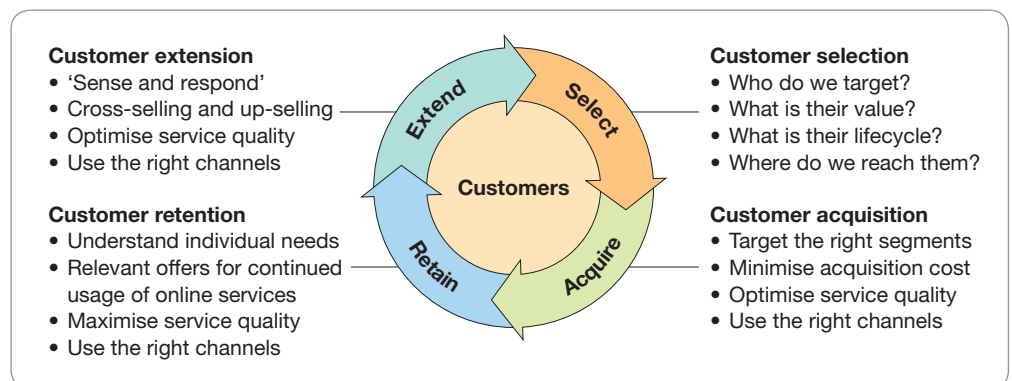 Customer extension
• ‘Sense and respond’
• Cross-selling and up-selling
• Optimise service quality
• Use the right channels
Customer retention
• Understand individual needs
• Relevant offers for continued
usage of online services
• Maximise service quality
• Use the right channels
Extend
Select
Customers
Retain
Acquire
Customer selection
• Who do we target?
• What is their value?
• What is their lifecycle?
• Where do we reach them?
Customer acquisition
• Target the right segments
• Minimise acquisition cost
• Optimise service quality
• Use the right channels